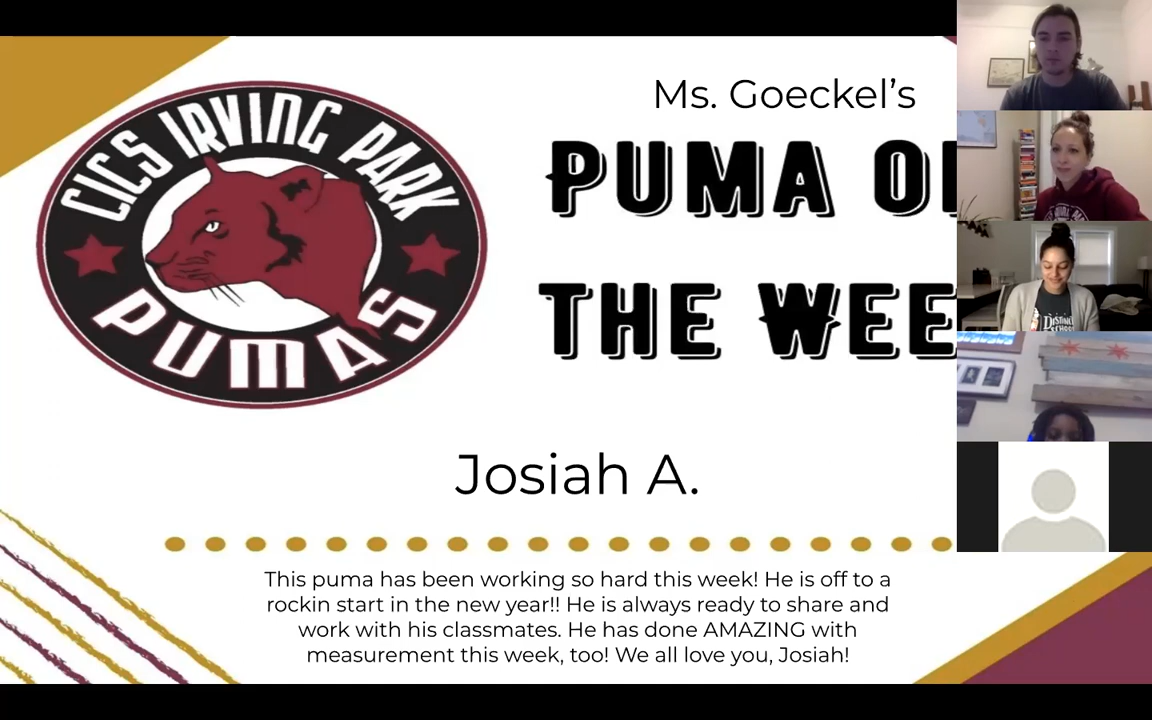 CICS IRVING PARK
PUMAS
Ms. Goeckel's
PUMA
THE
Josiah A.
This puma has been working so hard this week! He is off to a
rockin start in the new year!! He is always ready to share and
work with his classmates. He has done AMAZING with
measurement this week, too! We all love you, Josiah!